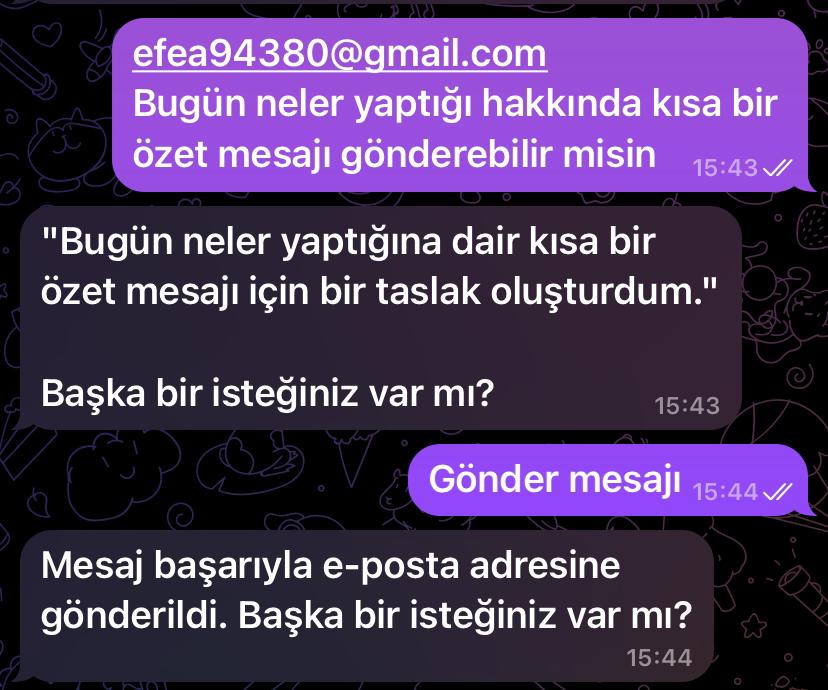 efea94380@gmail.com
Bugün neler yaptığı hakkında kısa bir
özet mesajı gönderebilir misin
15:43
"Bugün neler yaptığına dair kısa bir
özet mesajı için bir taslak oluşturdum."
Başka bir isteğiniz var mı?
15:43
Gönder mesajı
15:44
Mesaj başarıyla e-posta adresine
gönderildi. Başka bir isteğiniz var mı?
15:44